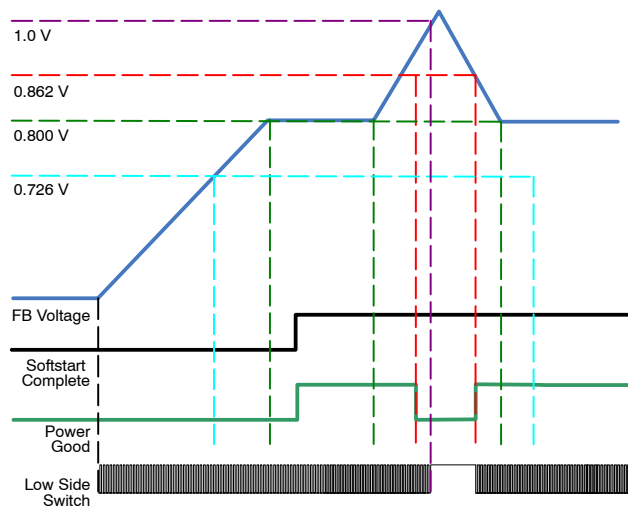 1.0 V
0.862 V
0.800 V
0.726 V
FB Voltage
Softstart
Complete
Power
Good
Low Side
Switch